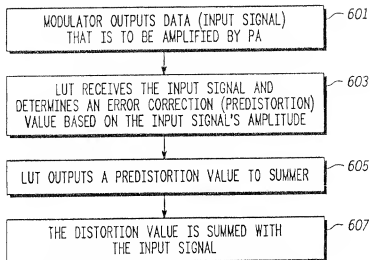 MODULATOR OUTPUTS DATA (INPUT SIGNAL)
THAT IS TO BE AMPLIFIED BY PA
601
LUT RECEIVES THE INPUT SIGNAL AND
DETERMINES AN ERROR CORRECTION (PREDISTORTION)
VALUE BASED ON THE INPUT SIGNAL'S AMPLITUDE
603
LUT OUTPUTS A PREDISTORTION VALUE TO SUMMER
605
THE DISTORTION VALUE IS SUMMED WITH
THE INPUT SIGNAL
607